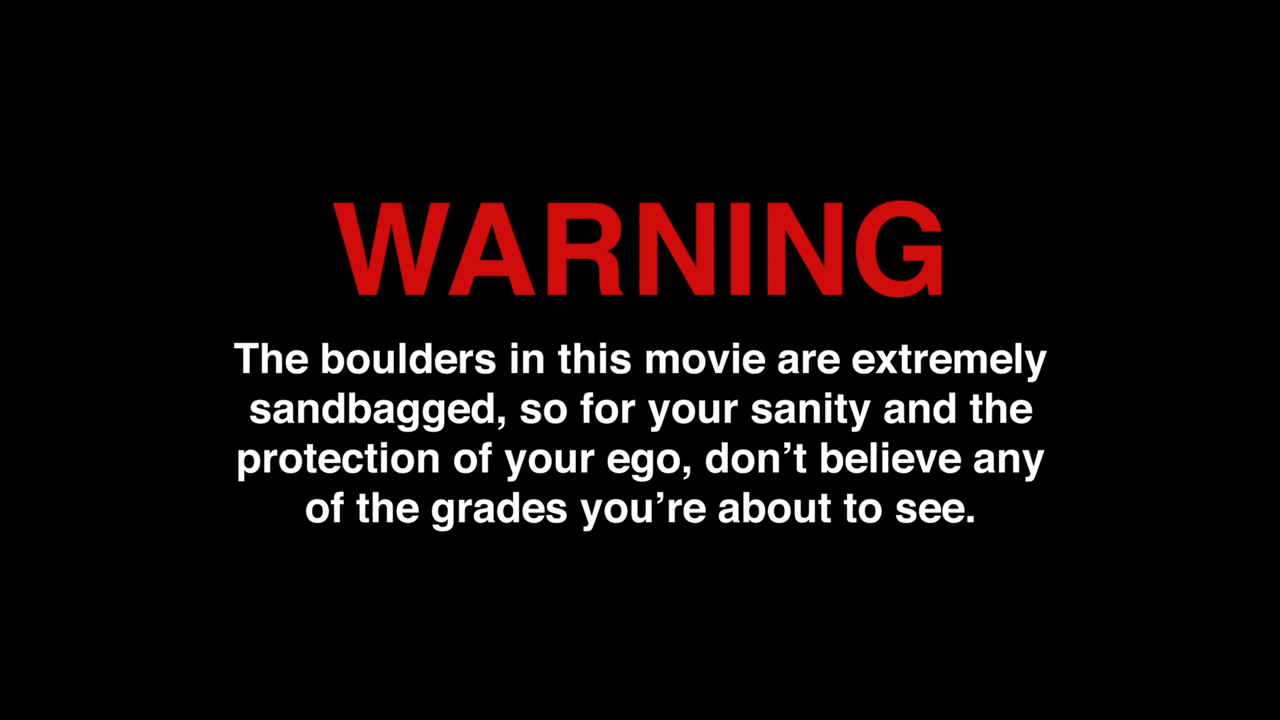 WARNING
The boulders in this movie are extremely
sandbagged, so for your sanity and the
protection of your ego, don’t believe any
of the grades you’re about to see.